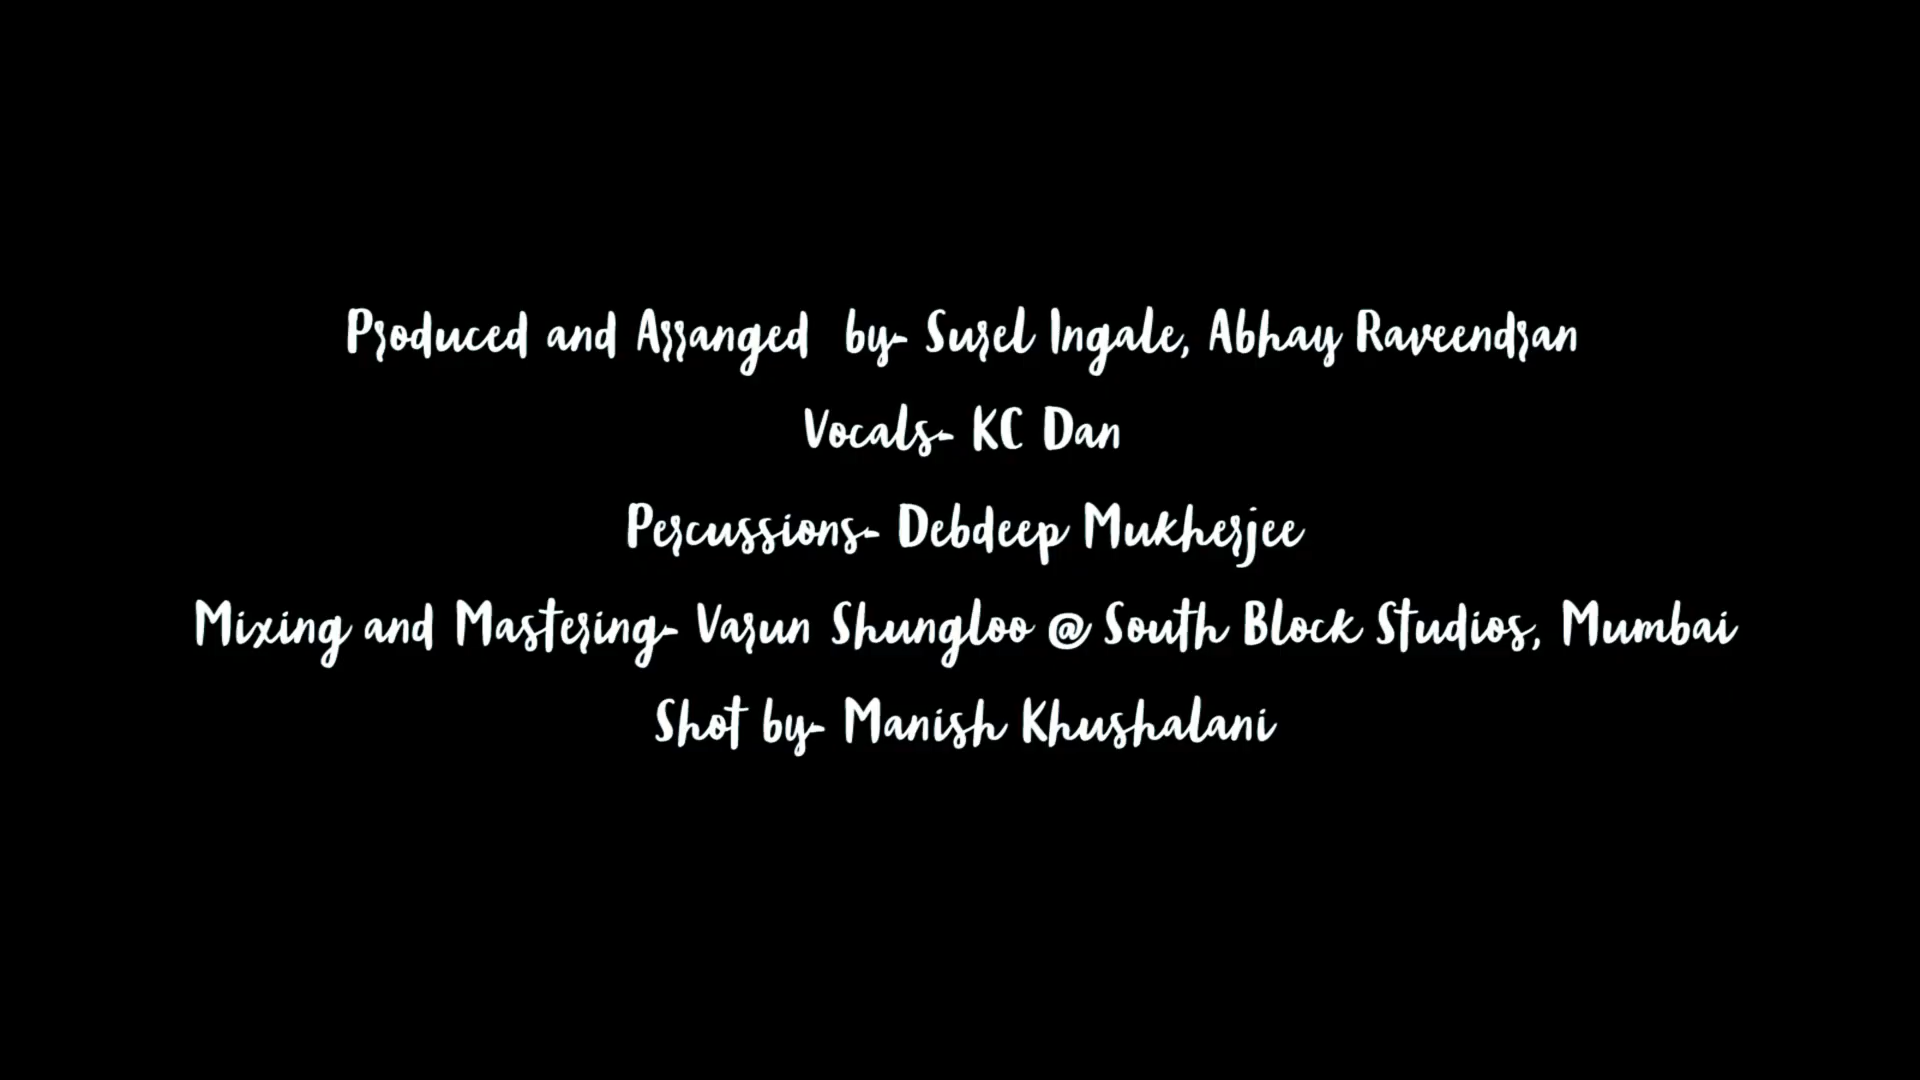 Produced and Arranged by- Surel Ingale, Abhay Raveendran
Vocals- KC Dan
Percussions- Debdeep Mukherjee
Mixing and Mastering- Varun Shungloo @ South Block Studios, Mumbai
Shot by- Manish Khushalani